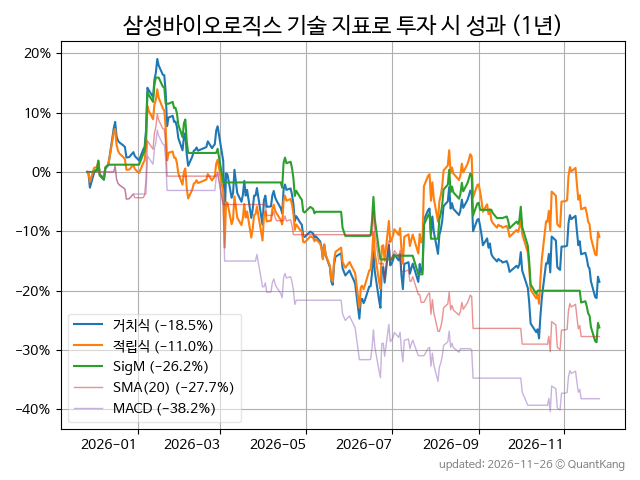 삼성바이오로직스 기술 지표로 투자 시 성과 (1년)
20%
10%
0%
−10%
−20%
−30%
−40%
거치식 (−18.5%)
적립식 (−11.0%)
SigM (−26.2%)
SMA(20) (−27.7%)
MACD (−38.2%)
2026-01 2026-03 2026-05 2026-07 2026-09 2026-11
updated: 2026-11-26 © QuantKang